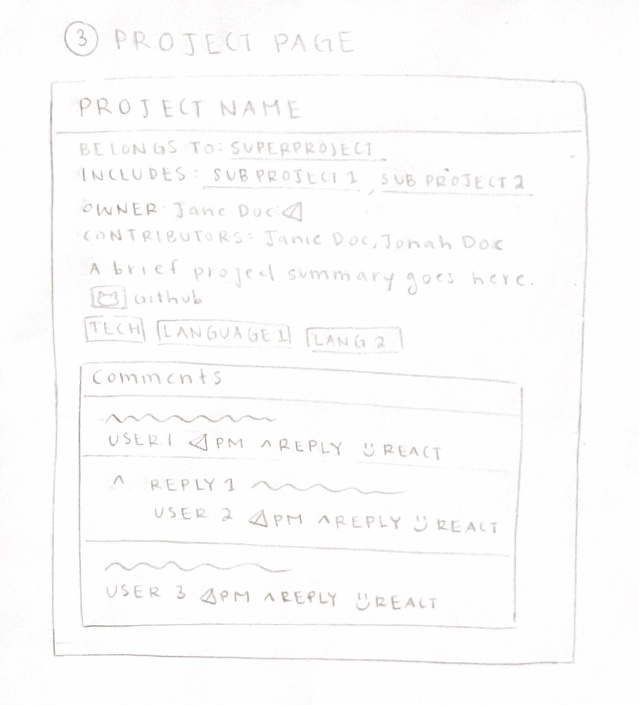 3 PROJECT PAGE
PROJECT NAME
BELONGS TO: SUPERPROJECT
INCLUDES: SUBPROJECT 1, SUBPROJECT 2
OWNER: Jane Doe
CONTRIBUTORS: Jane Doe, Jonah Doe
A brief project summary goes here.
Github
TECH LANGUAGE 1 LANG 2
Comments
USER 1 PM ^ REPLY REACT
^ REPLY 1
USER 2 PM ^ REPLY REACT
USER 3 PM ^ REPLY REACT